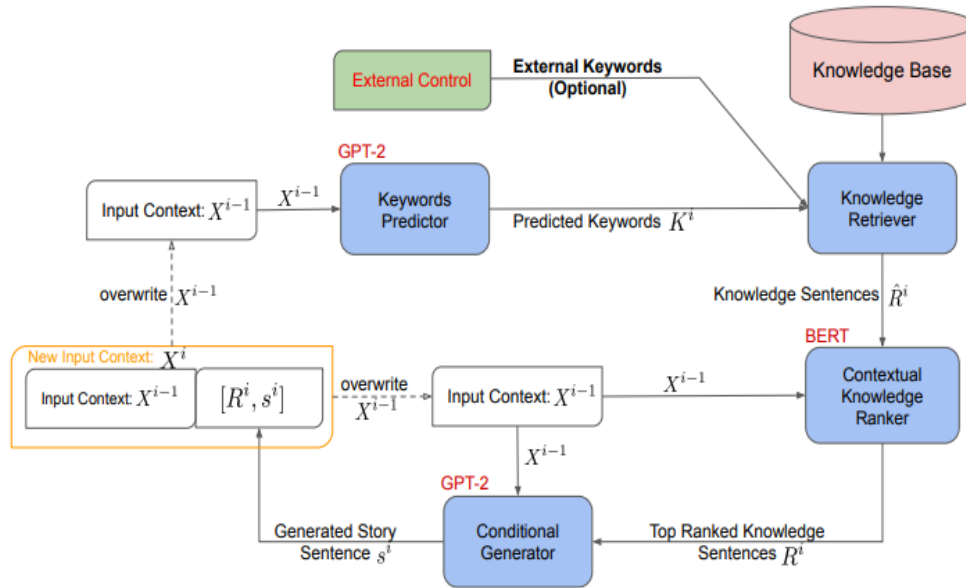 External Control
External Keywords
(Optional)
Knowledge Base
GPT-2
Input Context: X^{i-1}
X^{i-1}
Keywords
Predictor
Predicted Keywords K^i
Knowledge
Retriever
overwrite X^{i-1}
Knowledge Sentences R̂^i
BERT
New Input Context: X^i
Input Context: X^{i-1}
[R^i, s^i]
overwrite
X^{i-1}
Input Context: X^{i-1}
X^{i-1}
Contextual
Knowledge
Ranker
X^{i-1}
GPT-2
Generated Story
Sentence s^i
Conditional
Generator
Top Ranked Knowledge
Sentences R^i